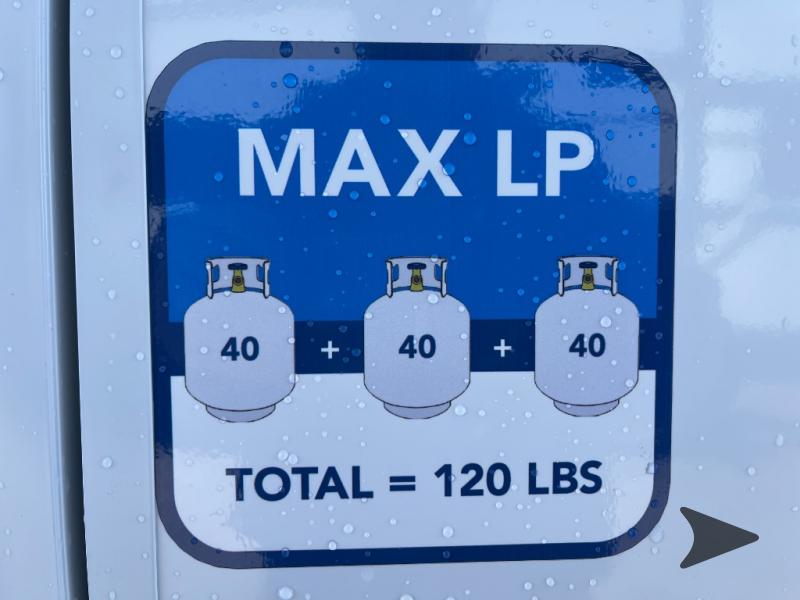 MAX LP
40 + 40 + 40
TOTAL = 120 LBS